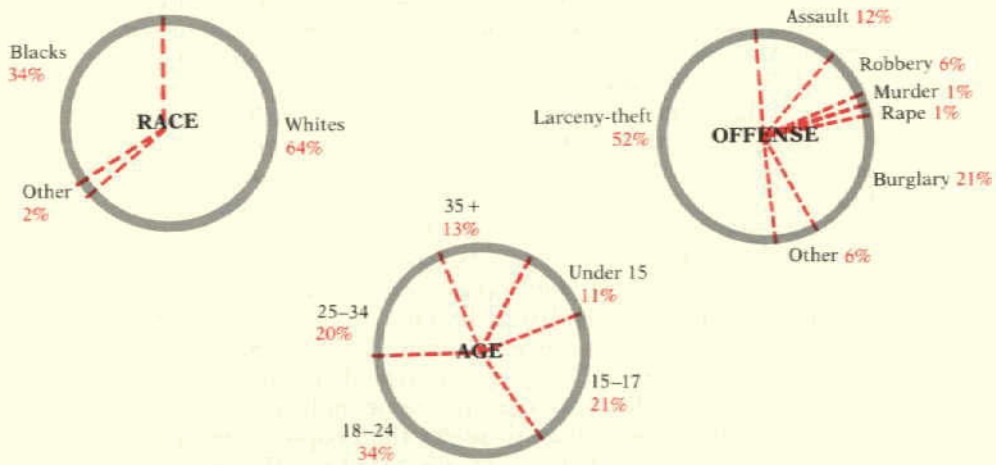 Blacks
34%
RACE
Whites
64%
Other
2%
Assault 12%
Robbery 6%
Murder 1%
Rape 1%
Larceny-theft
52%
OFFENSE
Burglary 21%
Other 6%
35 +
13%
Under 15
11%
25–34
20%
AGE
15–17
21%
18–24
34%